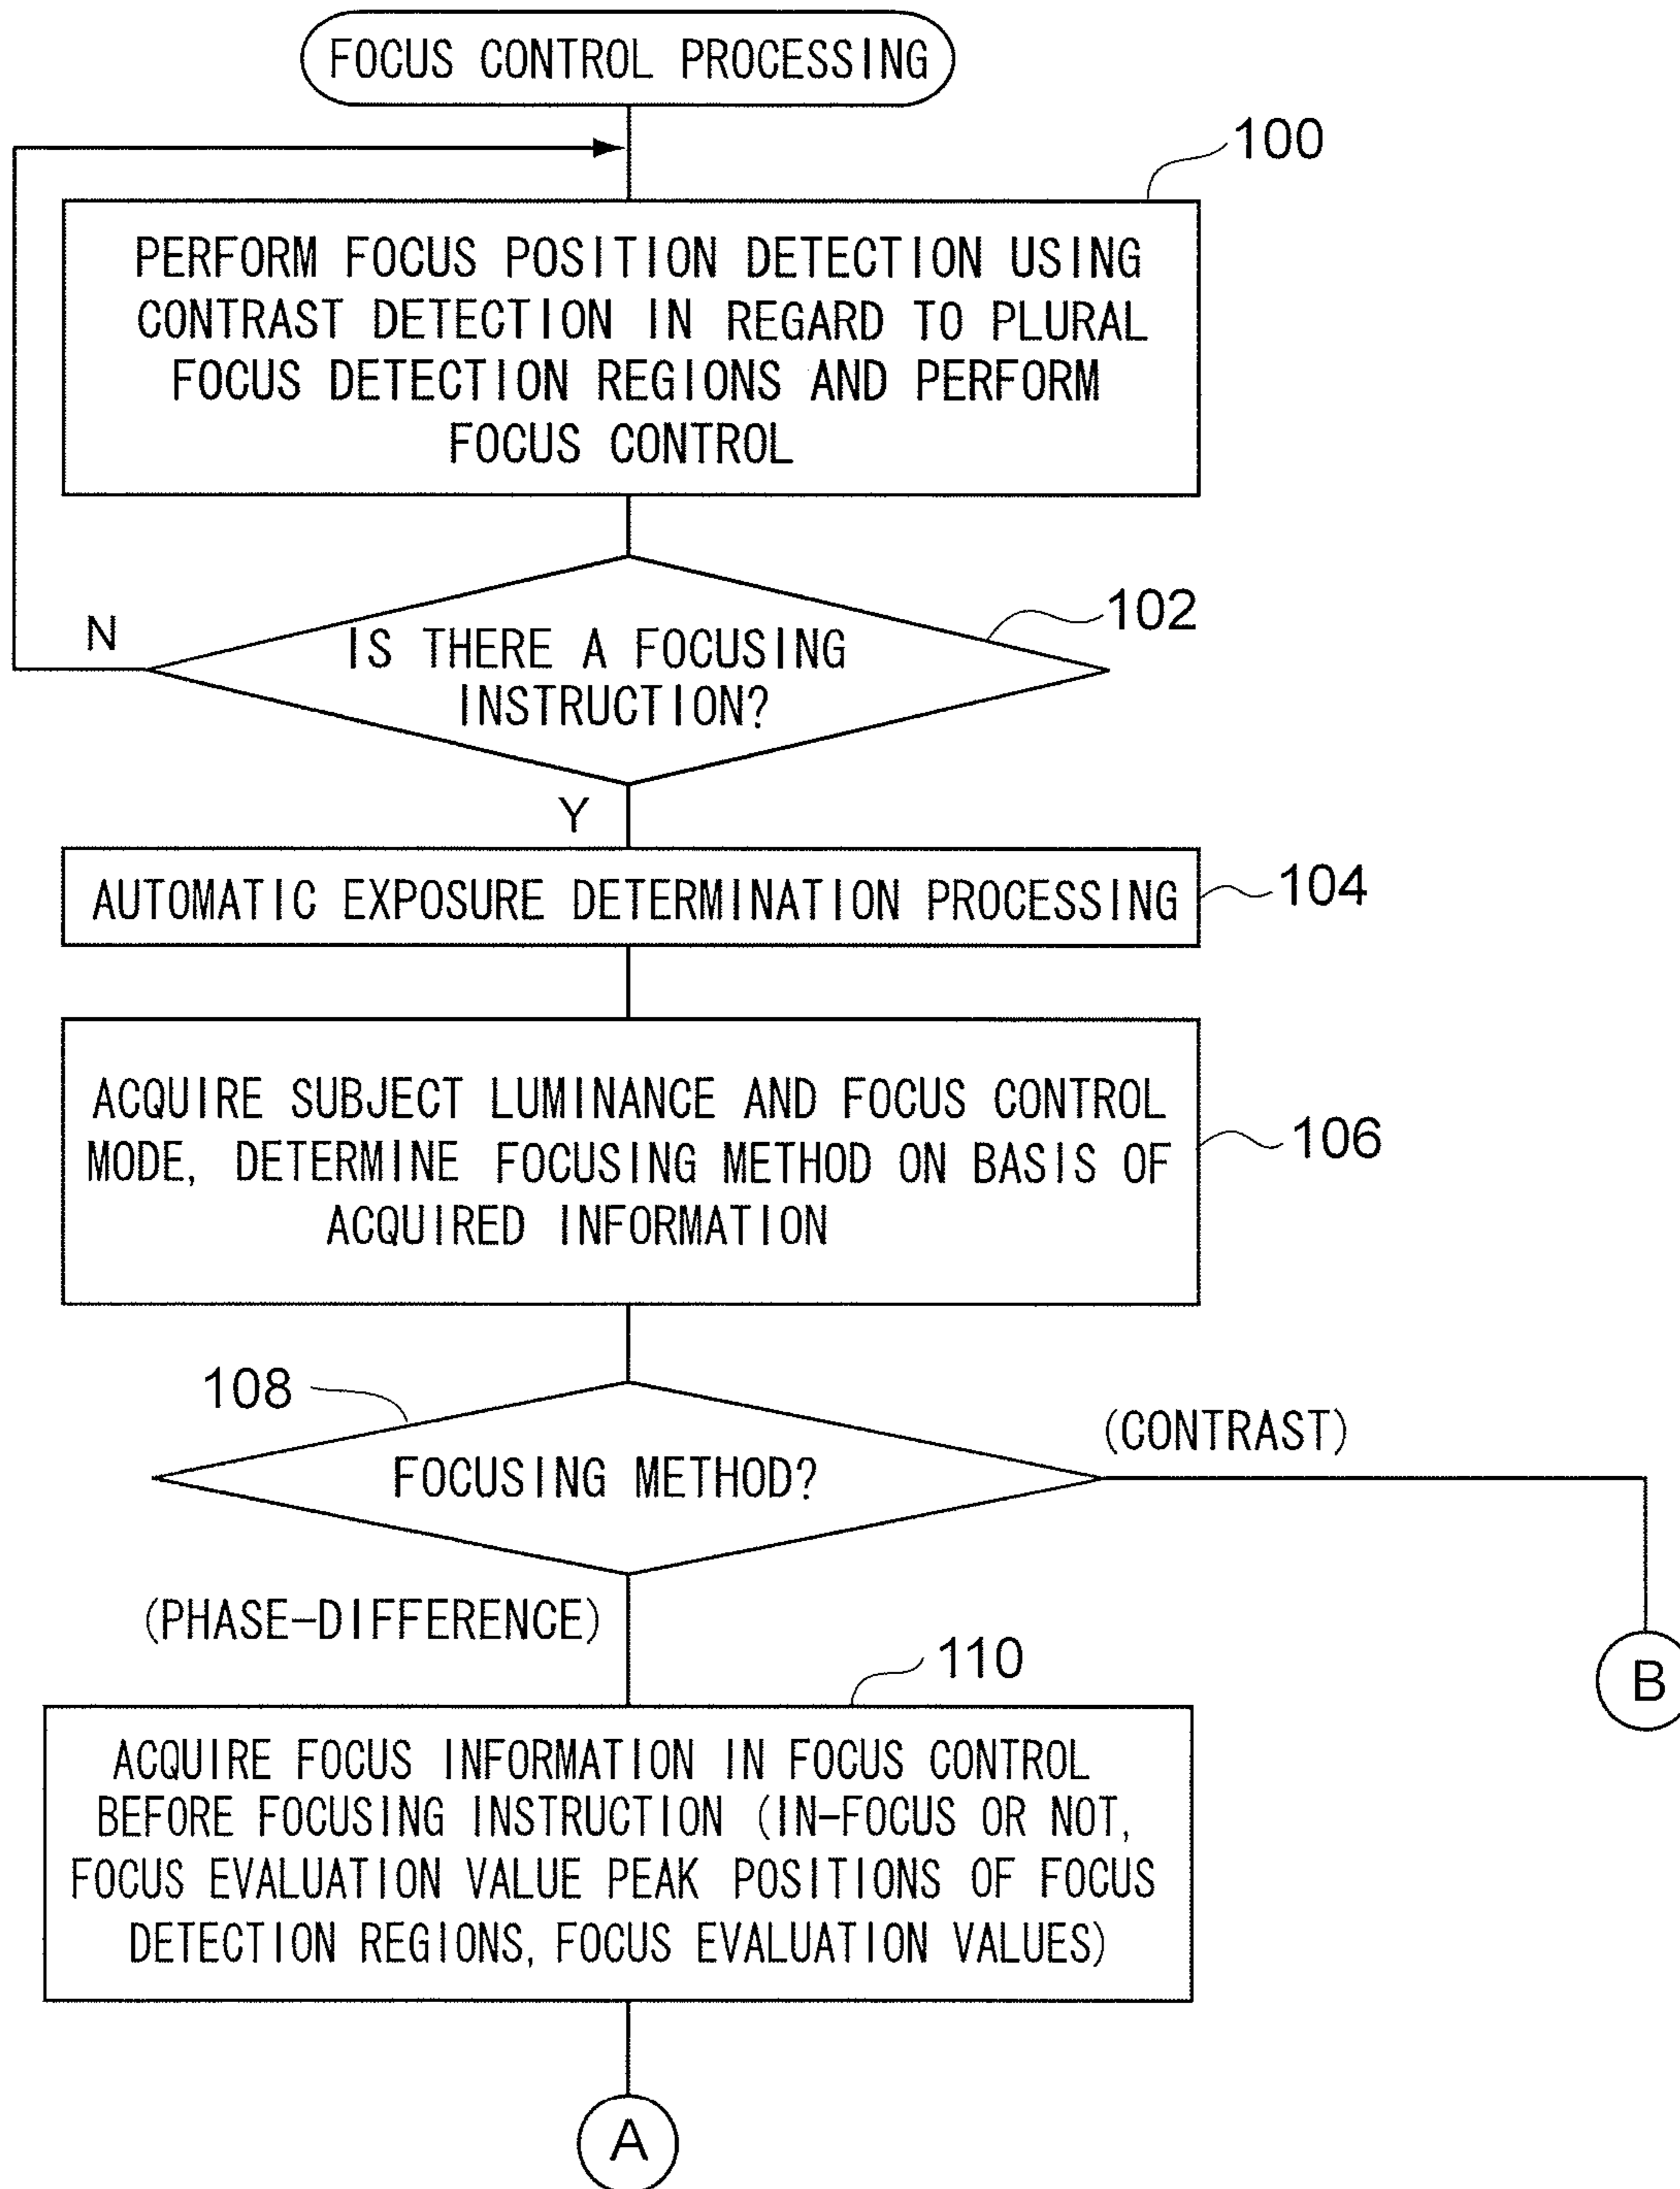 FOCUS CONTROL PROCESSING
100
PERFORM FOCUS POSITION DETECTION USING
CONTRAST DETECTION IN REGARD TO PLURAL
FOCUS DETECTION REGIONS AND PERFORM
FOCUS CONTROL
102
N
IS THERE A FOCUSING
INSTRUCTION?
Y
AUTOMATIC EXPOSURE DETERMINATION PROCESSING
104
ACQUIRE SUBJECT LUMINANCE AND FOCUS CONTROL
MODE, DETERMINE FOCUSING METHOD ON BASIS OF
ACQUIRED INFORMATION
106
108
(CONTRAST)
FOCUSING METHOD?
(PHASE-DIFFERENCE)
110
B
ACQUIRE FOCUS INFORMATION IN FOCUS CONTROL
BEFORE FOCUSING INSTRUCTION (IN-FOCUS OR NOT,
FOCUS EVALUATION VALUE PEAK POSITIONS OF FOCUS
DETECTION REGIONS, FOCUS EVALUATION VALUES)
A